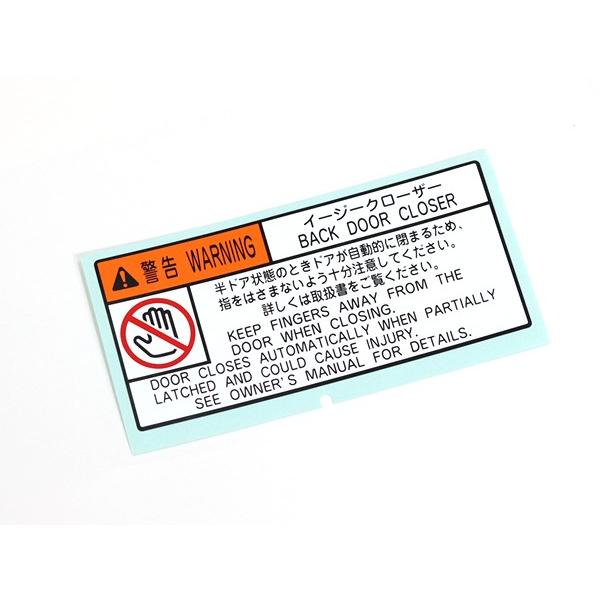 警告 WARNING
イージークローザー
BACK DOOR CLOSER
半ドア状態のときドアが自動的に閉まるため、
指をはさまないよう十分注意してください。
詳しくは取扱書をご覧ください。
KEEP FINGERS AWAY FROM THE
DOOR WHEN CLOSING.
DOOR CLOSES AUTOMATICALLY WHEN PARTIALLY
LATCHED AND COULD CAUSE INJURY.
SEE OWNER'S MANUAL FOR DETAILS.